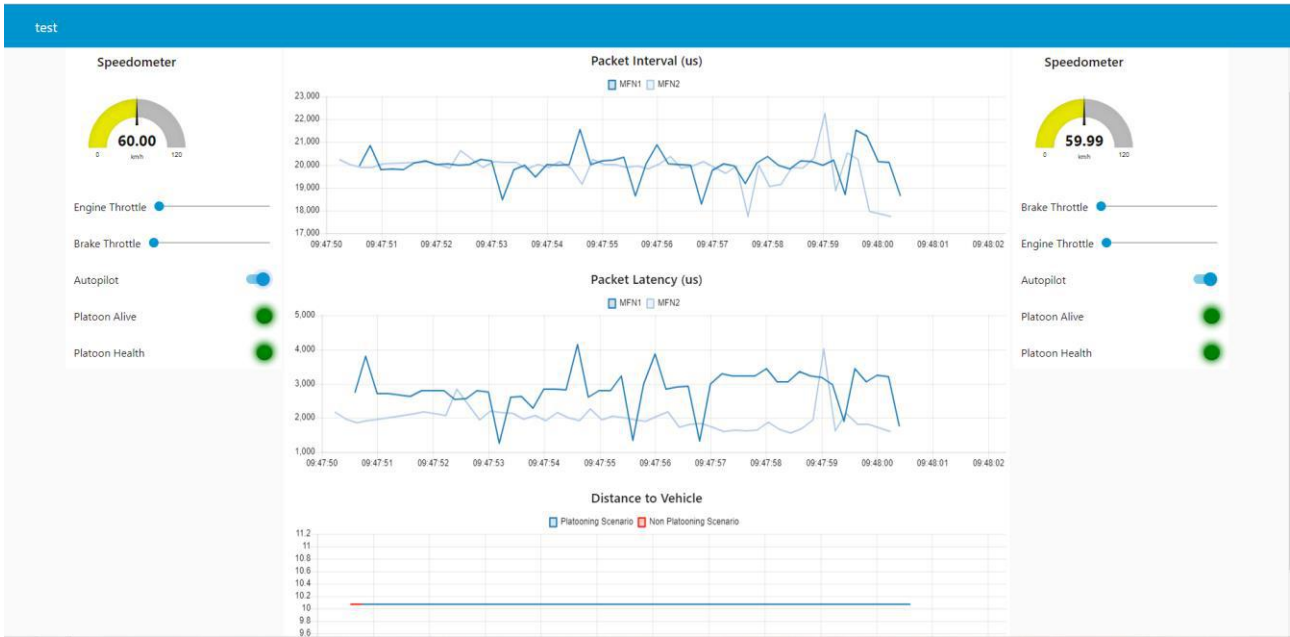 test
Speedometer
60.00
km/h
0 120
Engine Throttle
Brake Throttle
Autopilot
Platoon Alive
Platoon Health
Packet Interval (us)
MFN1 MFN2
23,000
22,000
21,000
20,000
19,000
18,000
17,000
09:47:50 09:47:51 09:47:52 09:47:53 09:47:54 09:47:55 09:47:56 09:47:57 09:47:58 09:47:59 09:48:00 09:48:01 09:48:02
Packet Latency (us)
MFN1 MFN2
5,000
4,000
3,000
2,000
1,000
09:47:50 09:47:51 09:47:52 09:47:53 09:47:54 09:47:55 09:47:56 09:47:57 09:47:58 09:47:59 09:48:00 09:48:01 09:48:02
Distance to Vehicle
Platooning Scenario Non Platooning Scenario
11.2
11
10.8
10.6
10.4
10.2
10
9.8
9.6
Speedometer
59.99
km/h
0 120
Brake Throttle
Engine Throttle
Autopilot
Platoon Alive
Platoon Health